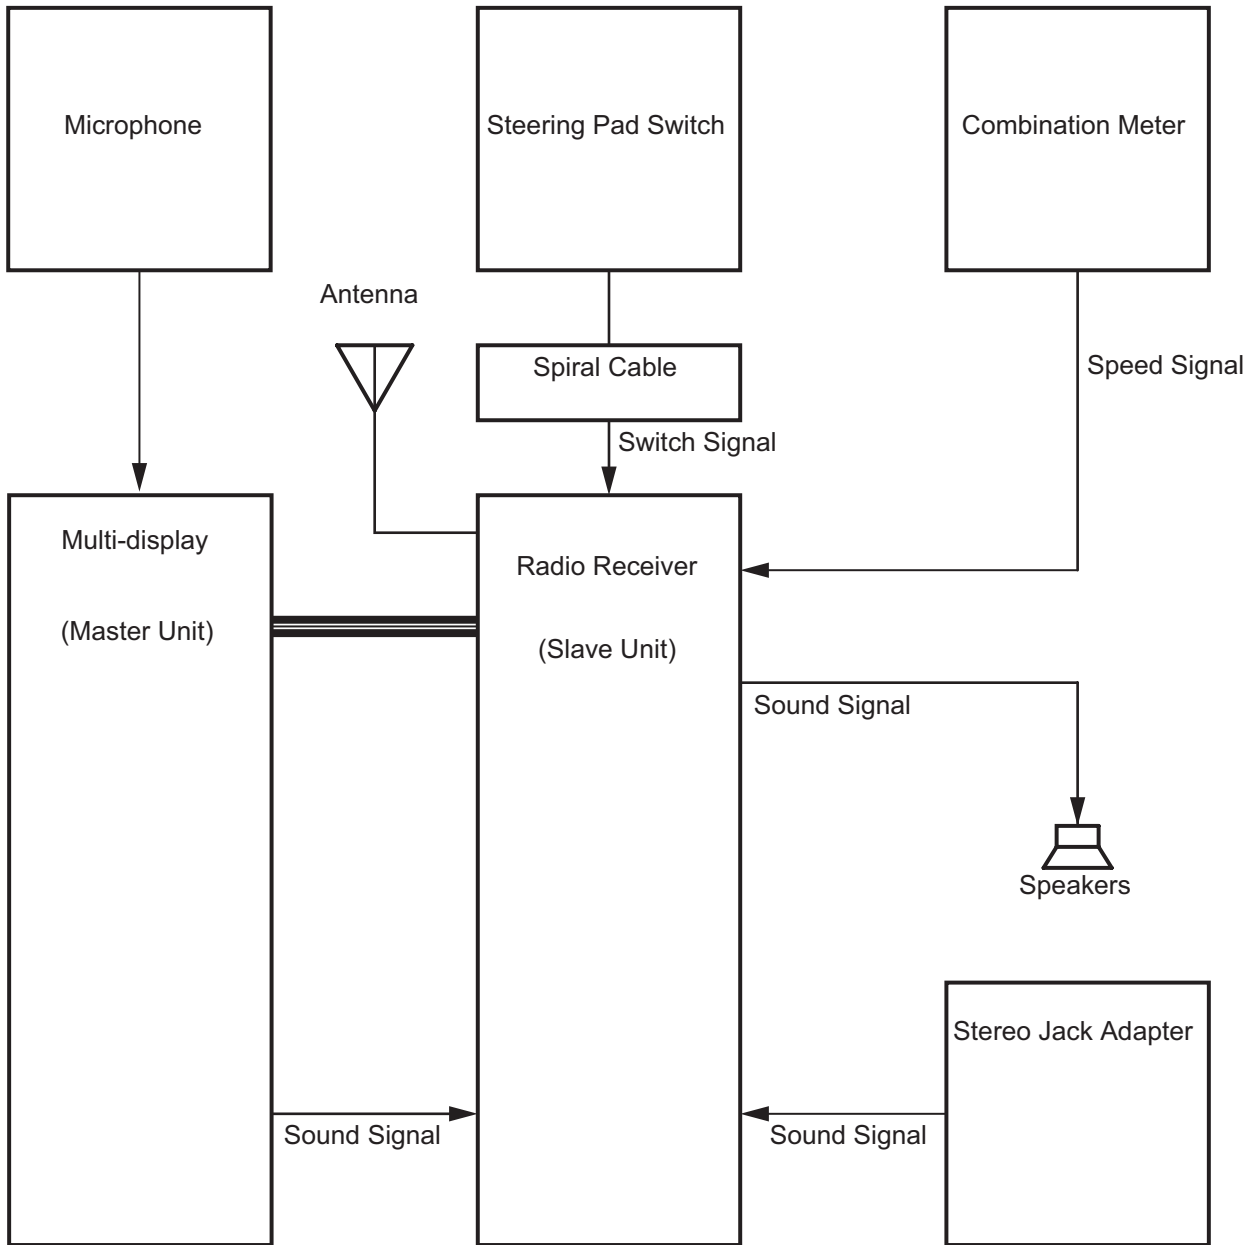 Microphone
Steering Pad Switch
Combination Meter
Antenna
Spiral Cable
Speed Signal
Switch Signal
Multi-display
(Master Unit)
Radio Receiver
(Slave Unit)
Sound Signal
Speakers
Stereo Jack Adapter
Sound Signal
Sound Signal